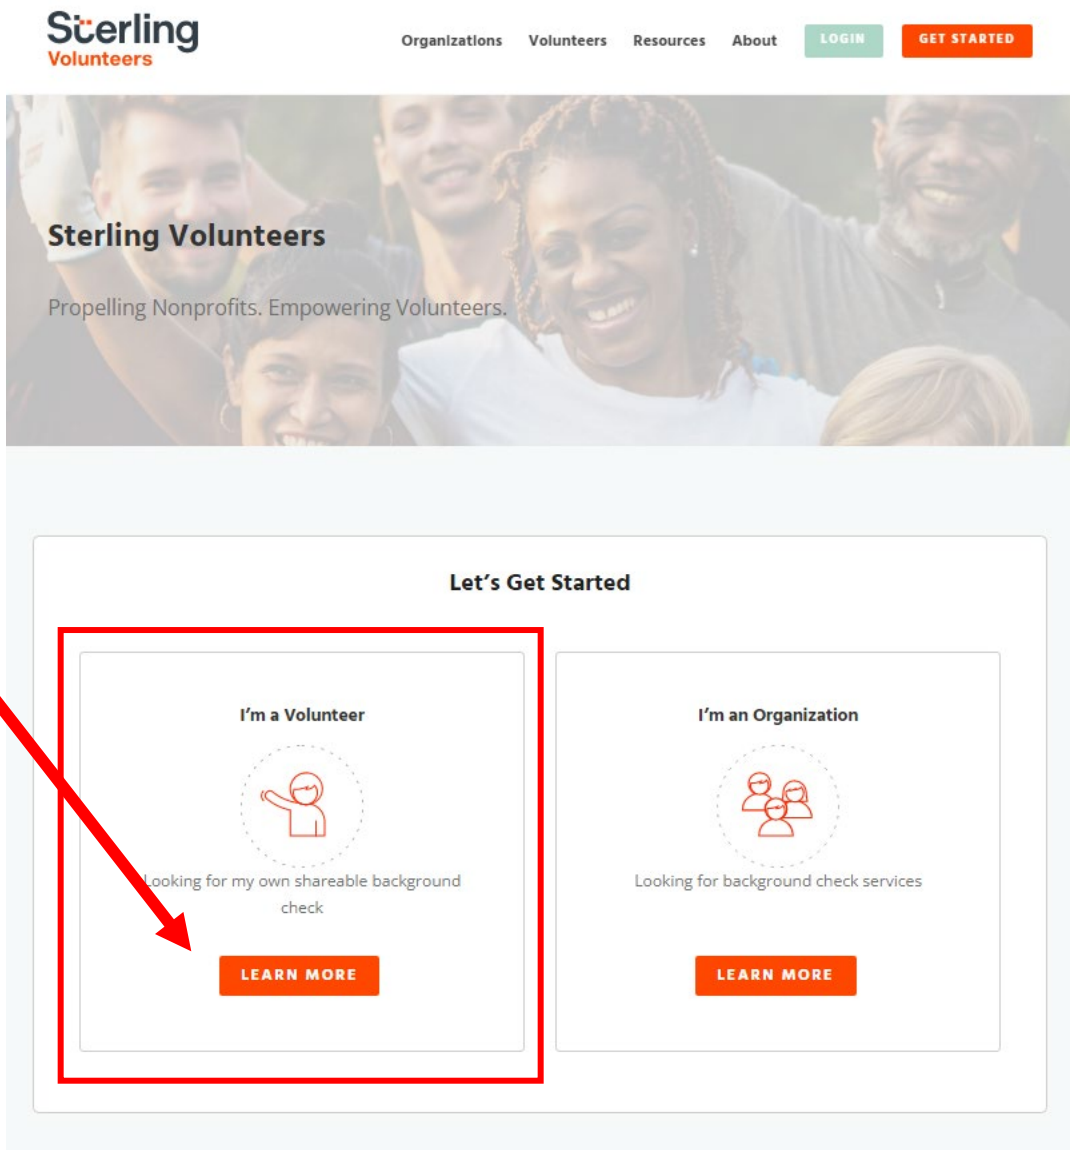 Sterling
Volunteers
Organizations Volunteers Resources About LOGIN GET STARTED
Sterling Volunteers
Propelling Nonprofits. Empowering Volunteers.
Let's Get Started
I'm a Volunteer
Looking for my own shareable background
check
LEARN MORE
I'm an Organization
Looking for background check services
LEARN MORE